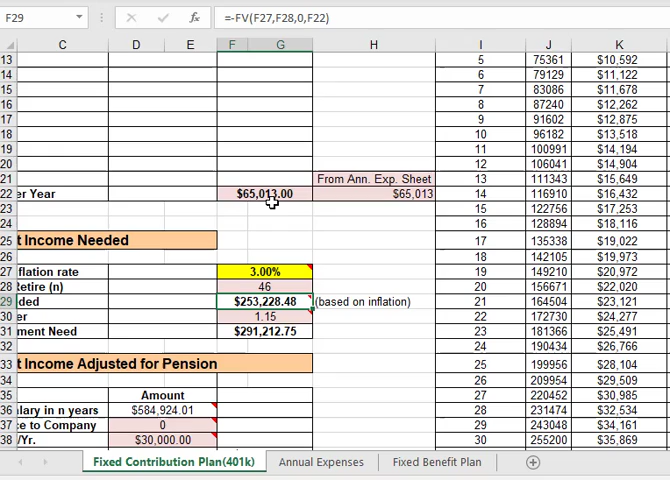 F29 =-FV(F27,F28,0,F22)
C D E F G H I J K
13 5 75361 $10,592
14 6 79129 $11,122
15 7 83086 $11,678
16 8 87240 $12,262
17 9 91602 $12,875
18 10 96182 $13,518
19 11 100991 $14,194
20 12 106041 $14,904
21 From Ann. Exp. Sheet 13 111343 $15,649
22 er Year $65,013.00 $65,013 14 116910 $16,432
23 15 122756 $17,253
24 16 128894 $18,116
25 t Income Needed 17 135338 $19,022
26 18 142105 $19,973
27 flation rate 3.00% 19 149210 $20,972
28 Retire (n) 46 20 156671 $22,020
29 ded $253,228.48 (based on inflation) 21 164504 $23,121
30 er 1.15 22 172730 $24,277
31 ment Need $291,212.75 23 181366 $25,491
32 24 190434 $26,766
33 t Income Adjusted for Pension 25 199956 $28,104
34 26 209954 $29,509
35 Amount 27 220452 $30,985
36 alary in n years $584,924.01 28 231474 $32,534
37 ce to Company 0 29 243048 $34,161
38 /Yr. $30,000.00 30 255200 $35,869
Fixed Contribution Plan(401k) Annual Expenses Fixed Benefit Plan